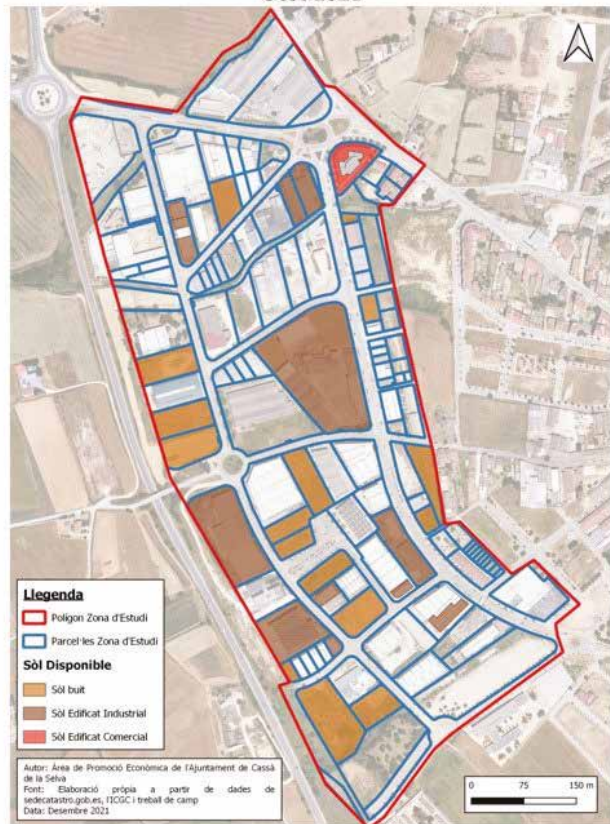 Llegenda
Polígon Zona d'Estudi
Parcel·les Zona d'Estudi
Sòl Disponible
Sòl buit
Sòl Edificat Industrial
Sòl Edificat Comercial
Autor: Àrea de Promoció Econòmica de l'Ajuntament de Cassà
de la Selva
Font: Elaboració pròpia a partir de dades de
sedecatastro.gob.es, l'ICGC i treball de camp
Data: Desembre 2021
0 75 150 m